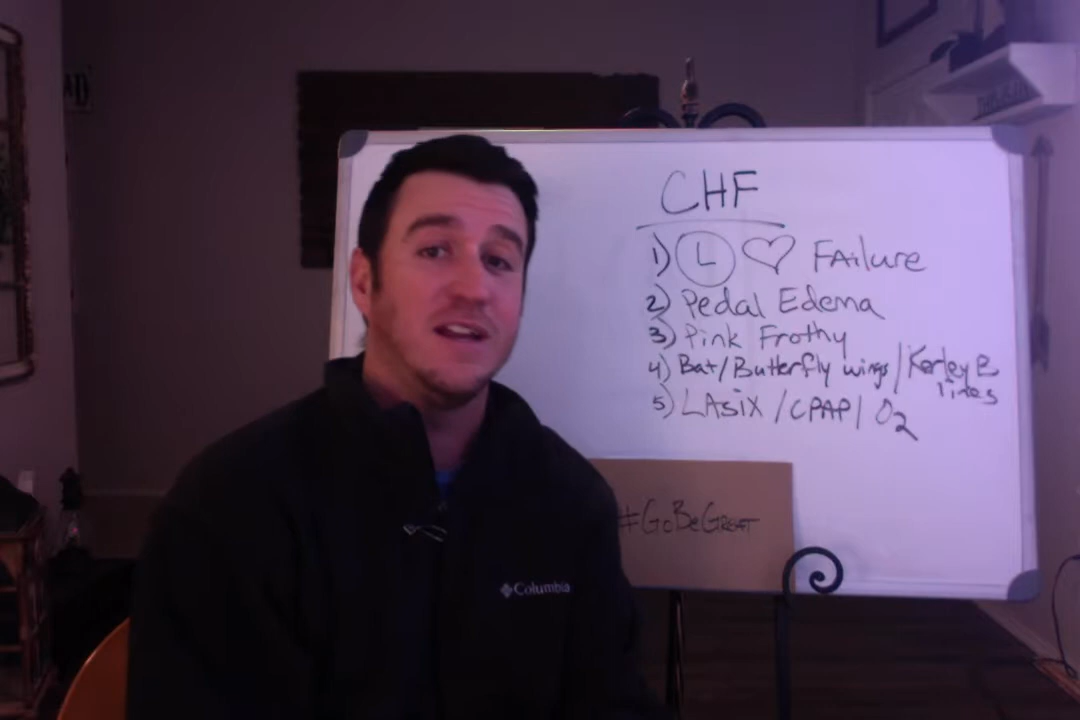 CHF
1) L ♡ FAilure
2) Pedal Edema
3) Pink Frothy
4) Bat/Butterfly wings/Kerley B
lines
5) LAsiX / CPAP/ O2
#GoBeGreat
Columbia